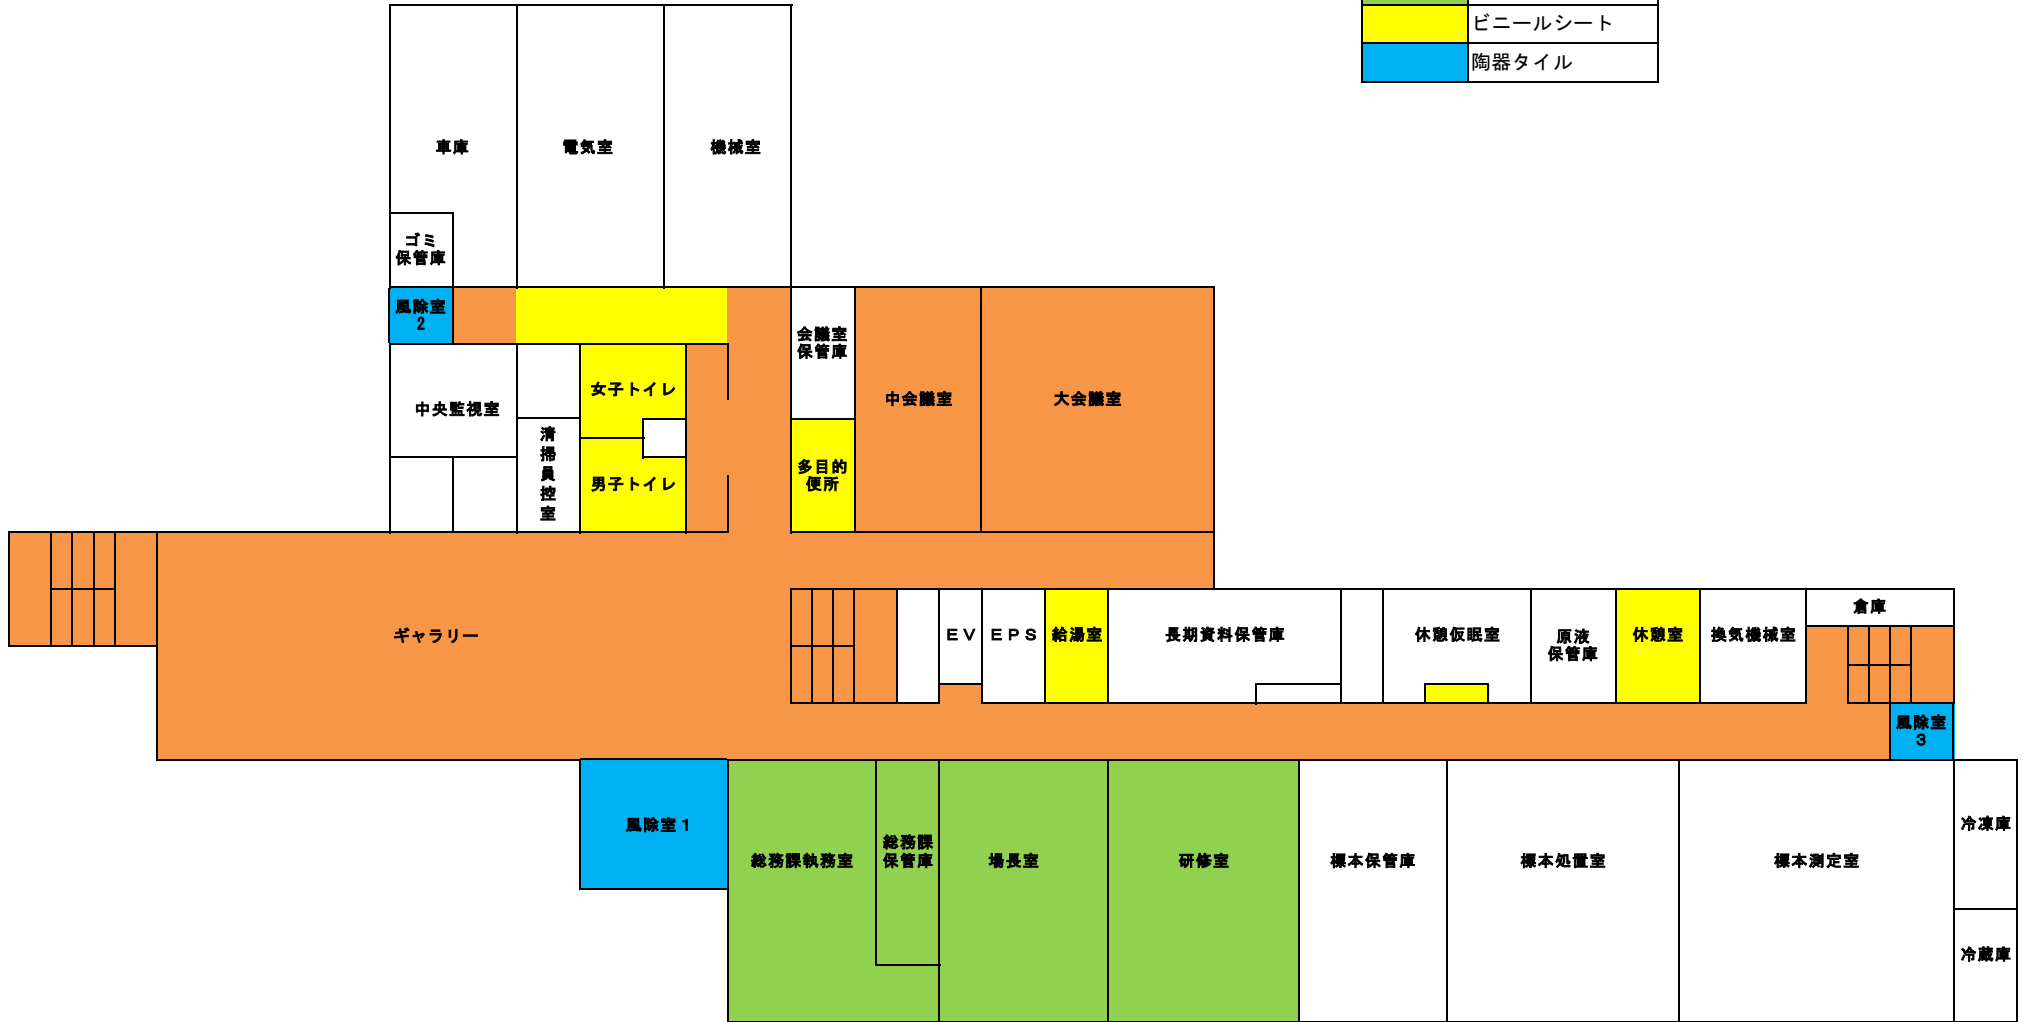 ビニールシート
陶器タイル
車庫
電気室
機械室
ゴミ
保管庫
風除室
2
会議室
保管庫
女子トイレ
中会議室
大会議室
中央監視室
清
掃
員
控
室
多目的
便所
男子トイレ
ギャラリー
ＥＶ
ＥＰＳ
給湯室
長期資料保管庫
休憩仮眠室
原液
保管庫
休憩室
換気機械室
倉庫
風除室
3
風除室１
総務課執務室
総務課
保管庫
場長室
研修室
標本保管庫
標本処置室
標本測定室
冷凍庫
冷蔵庫